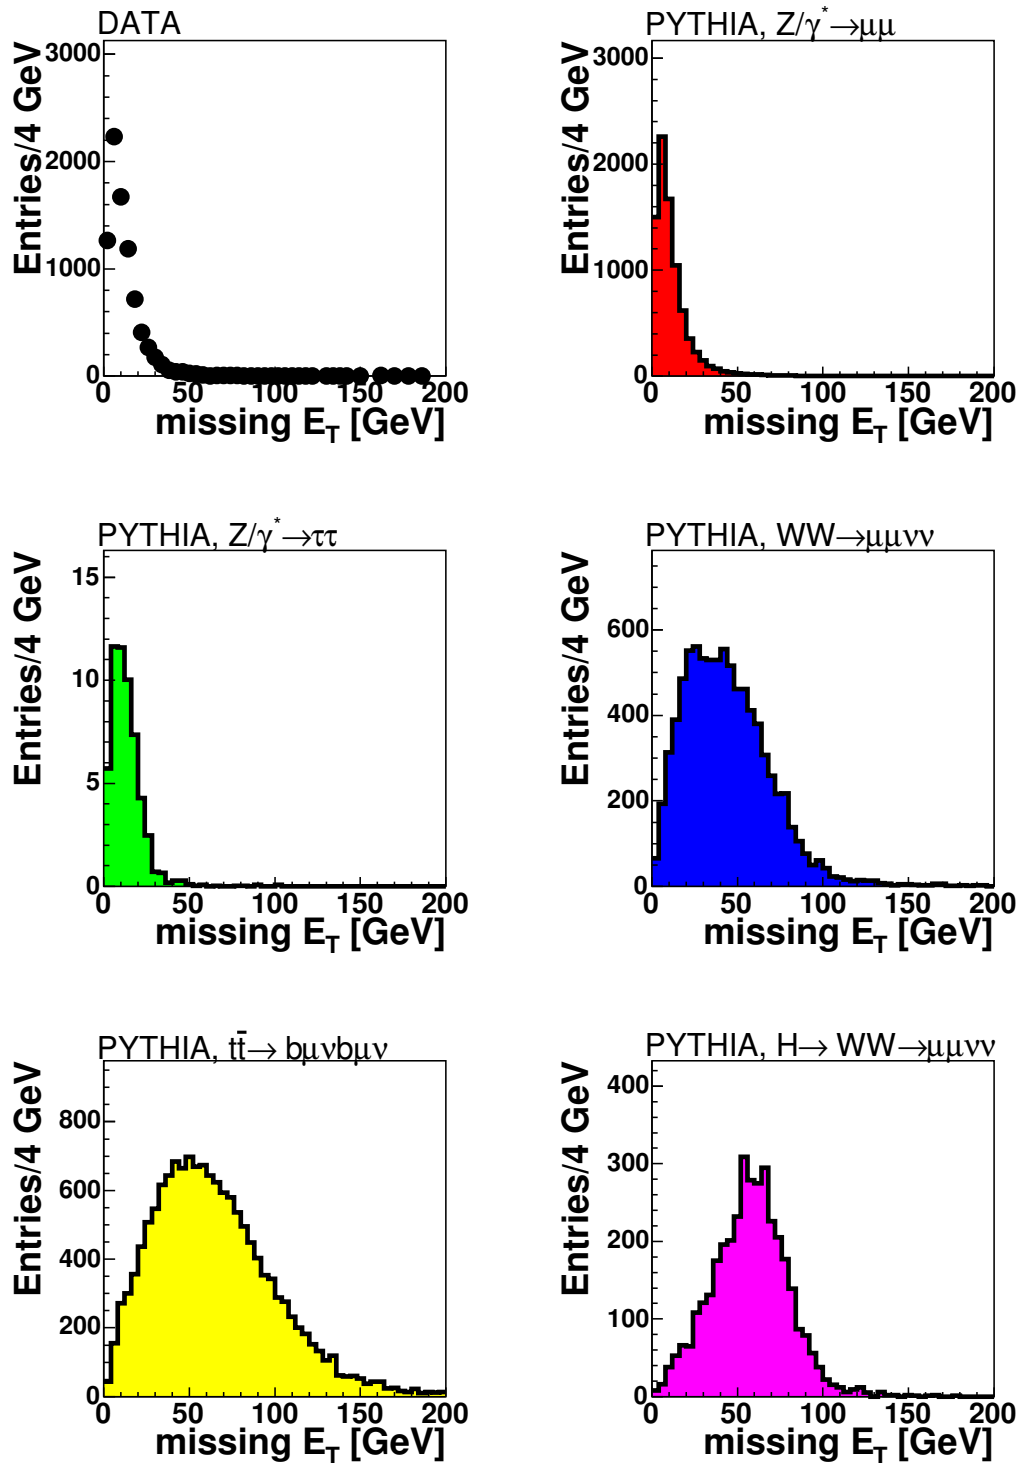 DATA
3000
2000
1000
0
0 50 100 150 200
Entries/4 GeV
missing E_T [GeV]
PYTHIA, Z/γ*→μμ
3000
2000
1000
0
0 50 100 150 200
Entries/4 GeV
missing E_T [GeV]
PYTHIA, Z/γ*→ττ
15
10
5
0
0 50 100 150 200
Entries/4 GeV
missing E_T [GeV]
PYTHIA, WW→μμνν
600
400
200
0
0 50 100 150 200
Entries/4 GeV
missing E_T [GeV]
PYTHIA, tt̄→ bμνbμν
800
600
400
200
0
0 50 100 150 200
Entries/4 GeV
missing E_T [GeV]
PYTHIA, H→ WW→μμνν
400
300
200
100
0
0 50 100 150 200
Entries/4 GeV
missing E_T [GeV]